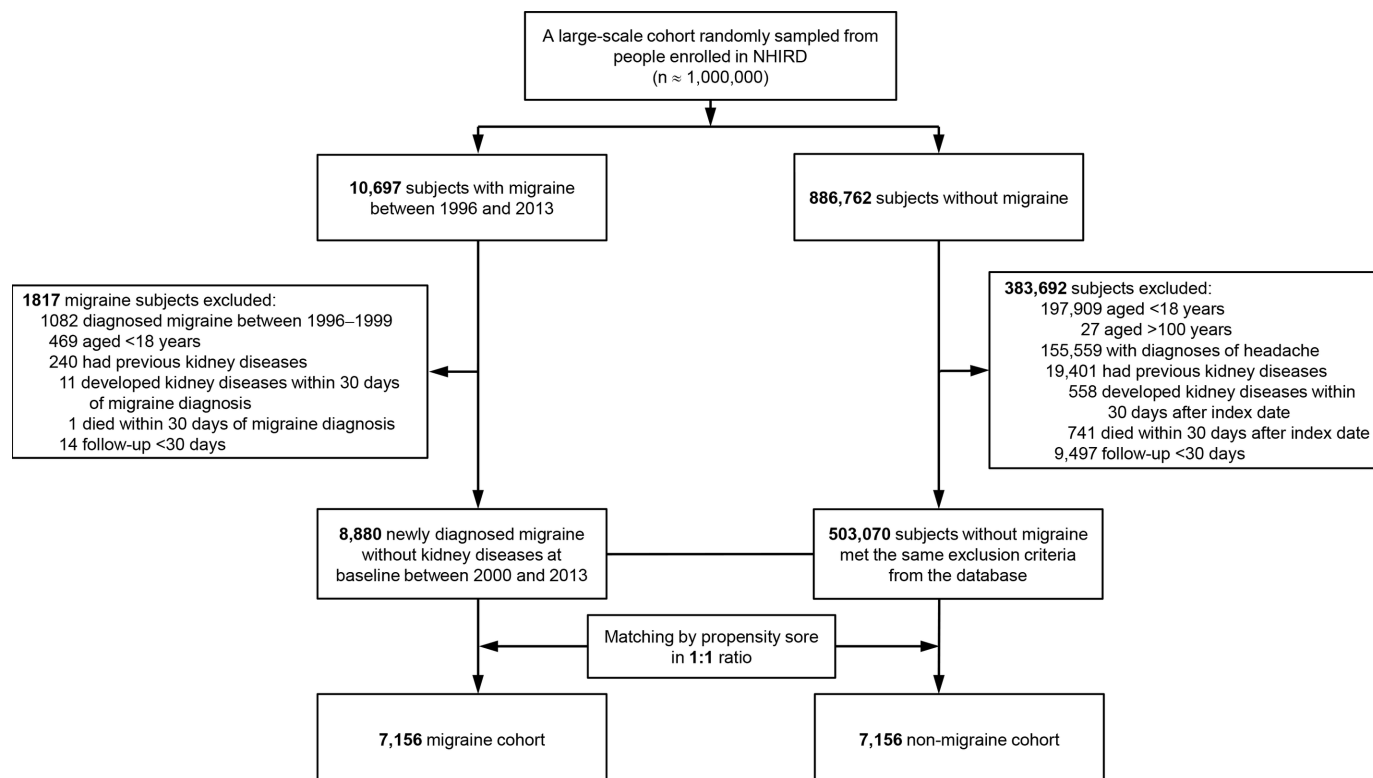 A large-scale cohort randomly sampled from
people enrolled in NHIRD
(n ≈ 1,000,000)
10,697 subjects with migraine
between 1996 and 2013
886,762 subjects without migraine
1817 migraine subjects excluded:
1082 diagnosed migraine between 1996–1999
469 aged <18 years
240 had previous kidney diseases
11 developed kidney diseases within 30 days
of migraine diagnosis
1 died within 30 days of migraine diagnosis
14 follow-up <30 days
383,692 subjects excluded:
197,909 aged <18 years
27 aged >100 years
155,559 with diagnoses of headache
19,401 had previous kidney diseases
558 developed kidney diseases within
30 days after index date
741 died within 30 days after index date
9,497 follow-up <30 days
8,880 newly diagnosed migraine
without kidney diseases at
baseline between 2000 and 2013
503,070 subjects without migraine
met the same exclusion criteria
from the database
Matching by propensity sore
in 1:1 ratio
7,156 migraine cohort
7,156 non-migraine cohort